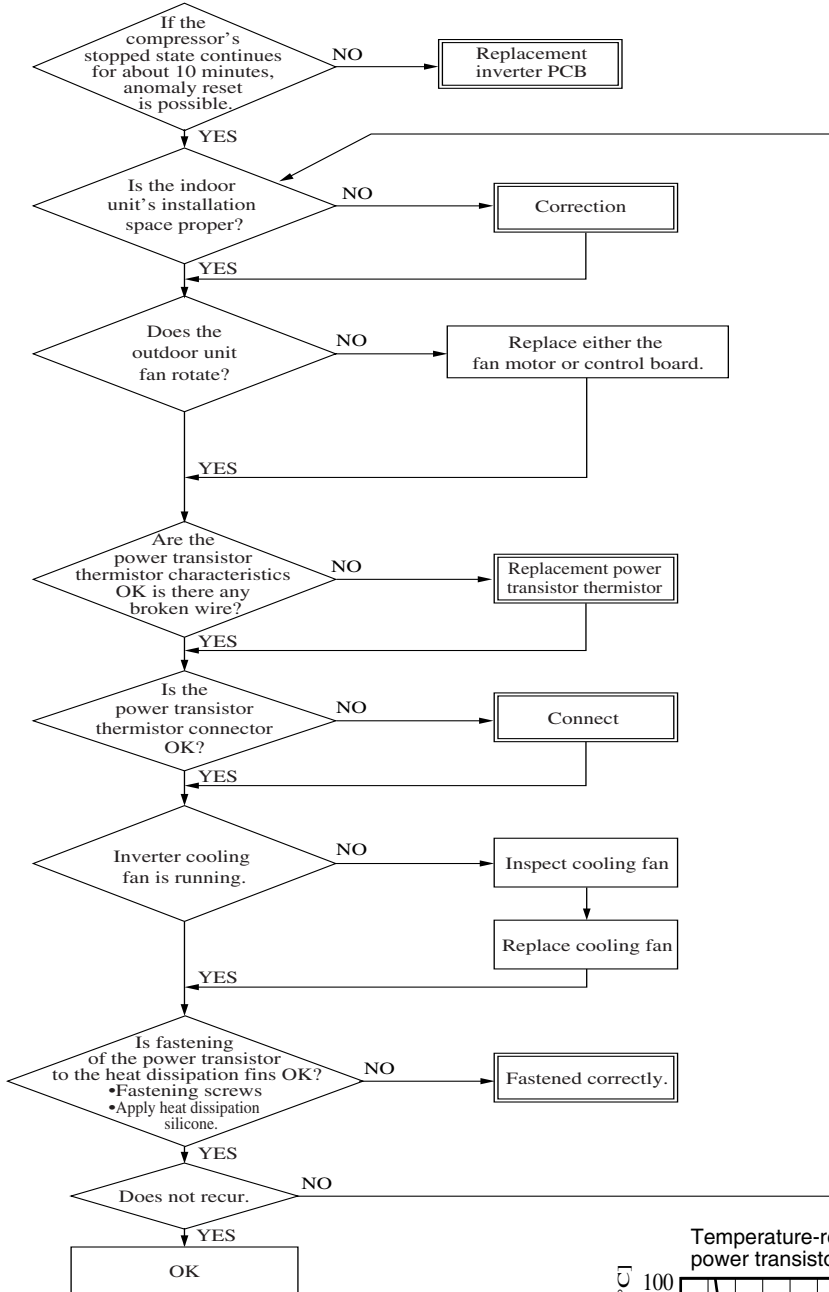 If the
compressor's
stopped state continues
for about 10 minutes,
anomaly reset
is possible.
NO
Replacement
inverter PCB
YES
Is the indoor
unit's installation
space proper?
NO
Correction
YES
Does the
outdoor unit
fan rotate?
NO
Replace either the
fan motor or control board.
YES
Are the
power transistor
thermistor characteristics
OK is there any
broken wire?
NO
Replacement power
transistor thermistor
YES
Is the
power transistor
thermistor connector
OK?
NO
Connect
YES
Inverter cooling
fan is running.
NO
Inspect cooling fan
Replace cooling fan
YES
Is fastening
of the power transistor
to the heat dissipation fins OK?
•Fastening screws
•Apply heat dissipation
silicone.
NO
Fastened correctly.
YES
Does not recur.
NO
YES
OK
Temperature-re
power transisto
°C]
100